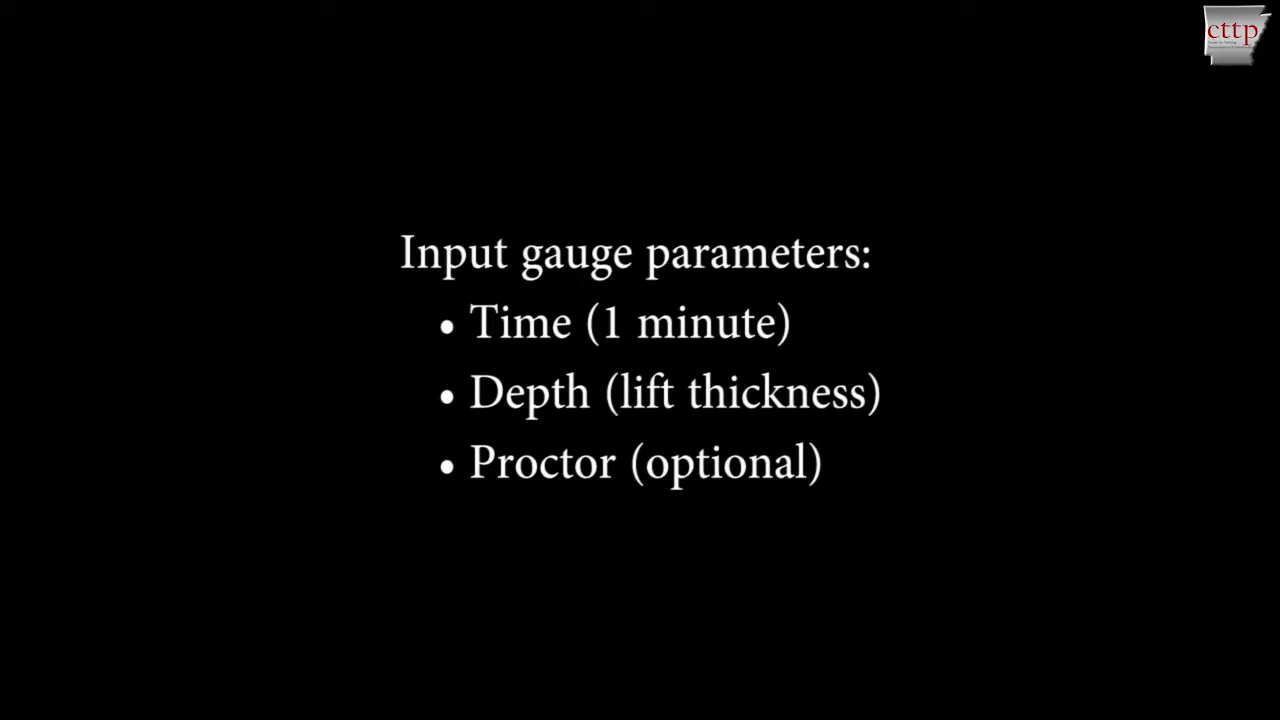 cttp
Input gauge parameters:
• Time (1 minute)
• Depth (lift thickness)
• Proctor (optional)